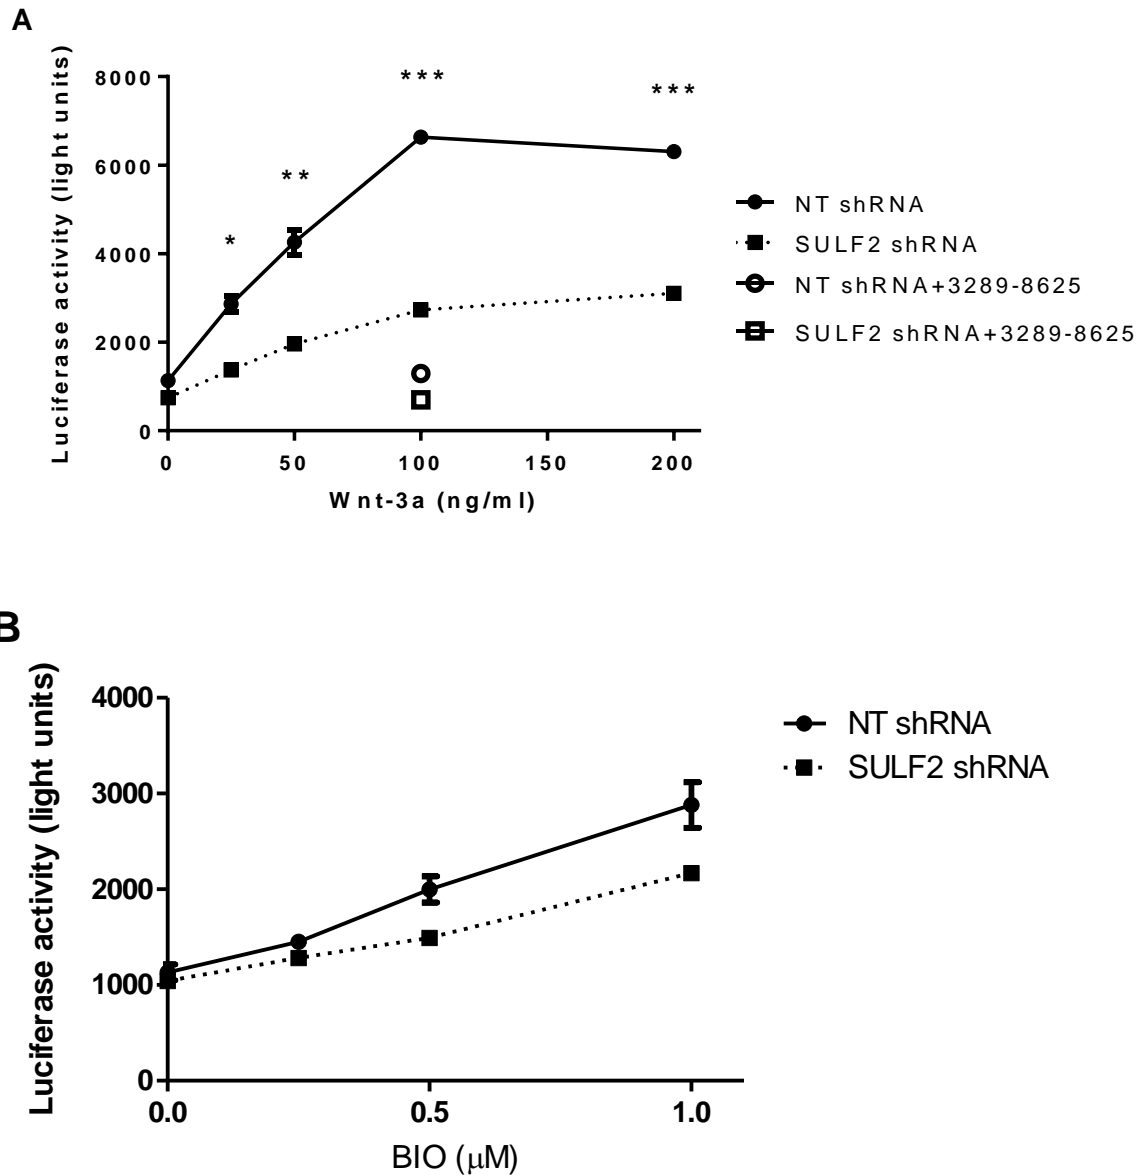 A
Luciferase activity (light units)
8000
6000
4000
2000
0
*
**
***
***
0
50
100
150
200
Wnt-3a (ng/ml)
NT shRNA
SULF2 shRNA
NT shRNA+3289-8625
SULF2 shRNA+3289-8625
B
Luciferase activity (light units)
4000
3000
2000
1000
0
0.0
0.5
1.0
BIO (μM)
NT shRNA
SULF2 shRNA